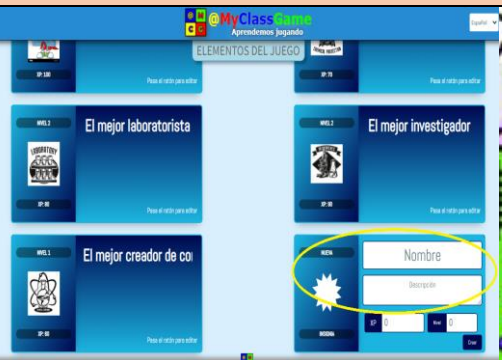 @MyClassGame
Aprendemos jugando
Español
ELEMENTOS DEL JUEGO
XP: 100
Pasa el ratón para editar
XP: 70
Pasa el ratón para editar
NIVEL 2
El mejor laboratorista
LABORATORY
XP: 80
Pasa el ratón para editar
NIVEL 2
El mejor investigador
XP: 80
Pasa el ratón para editar
NIVEL 1
El mejor creador de co
XP: 80
Pasa el ratón para editar
NUEVA
Nombre
Descripción
INSIGNIA
XP 0
Nivel 0
Crear